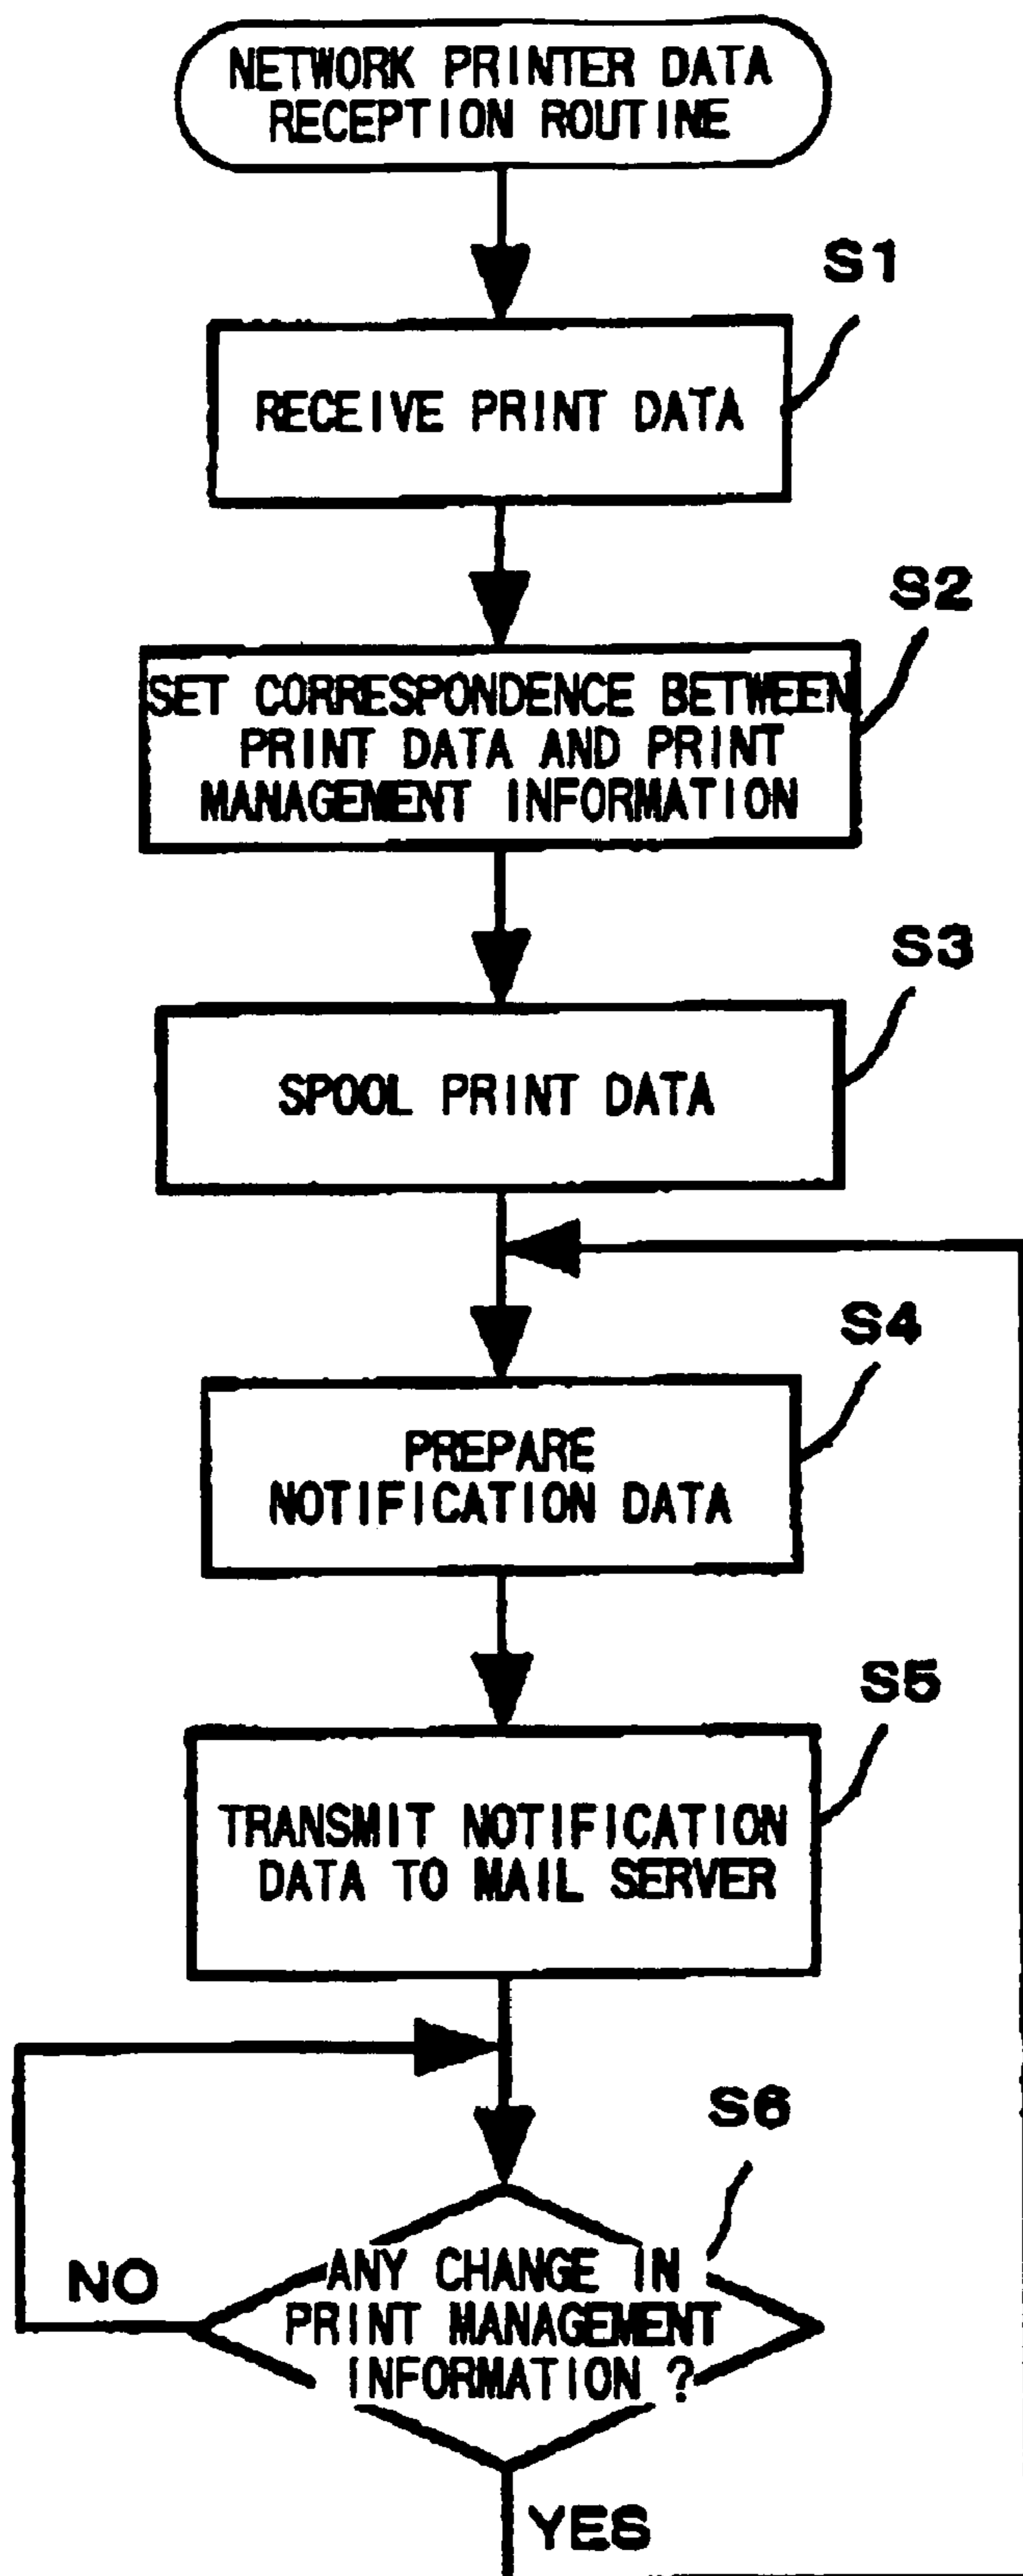 NETWORK PRINTER DATA
RECEPTION ROUTINE
S1
RECEIVE PRINT DATA
S2
SET CORRESPONDENCE BETWEEN
PRINT DATA AND PRINT
MANAGEMENT INFORMATION
S3
SPOOL PRINT DATA
S4
PREPARE
NOTIFICATION DATA
S5
TRANSMIT NOTIFICATION
DATA TO MAIL SERVER
S6
ANY CHANGE IN
PRINT MANAGEMENT
INFORMATION ?
NO
YES